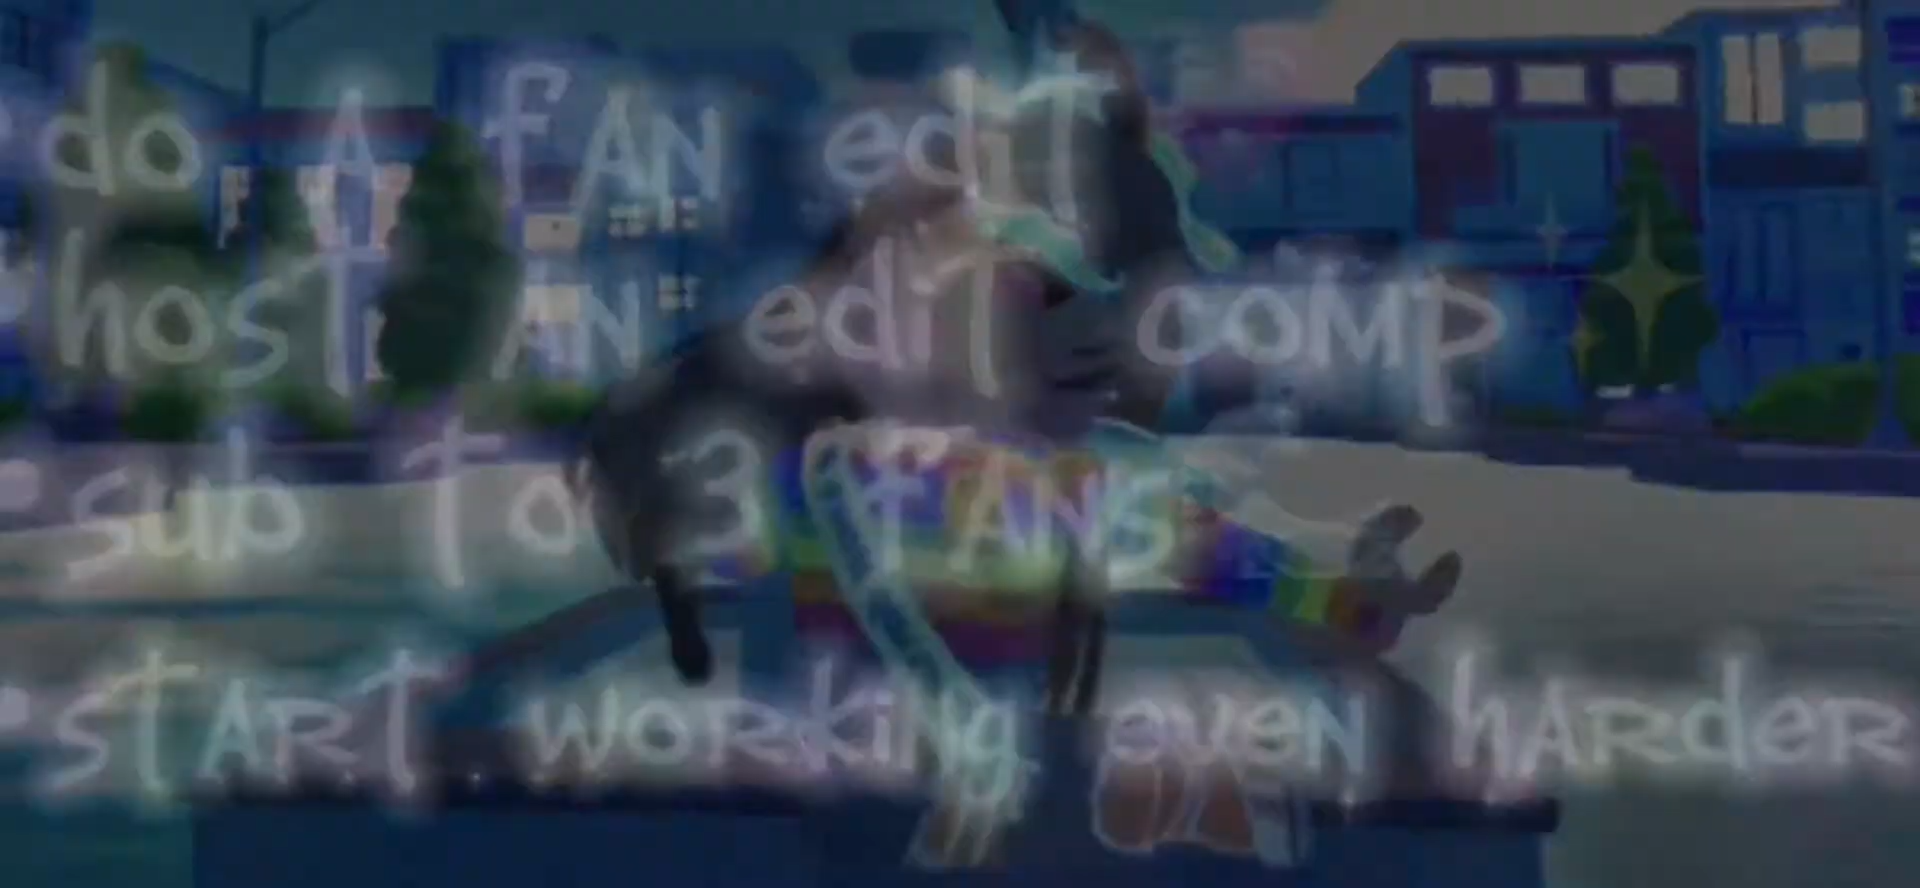 •do A fAN edit
•host AN edit comp
•sub to 3 fANs
•stARt working even hARder